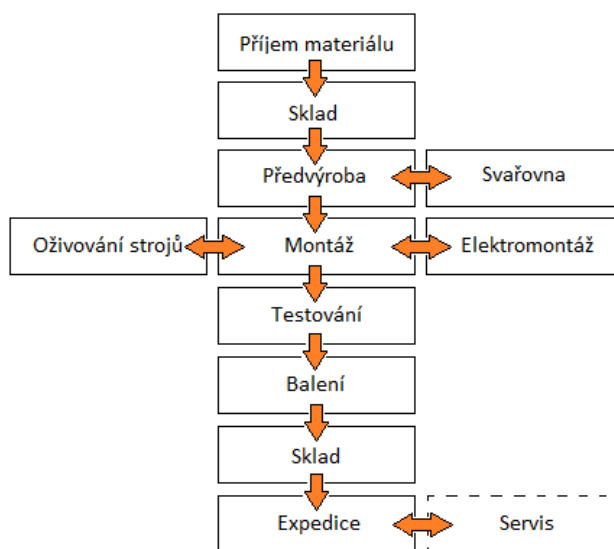 Příjem materiálu
Sklad
Předvýroba
Svařovna
Oživování strojů
Montáž
Elektromontáž
Testování
Balení
Sklad
Expedice
Servis